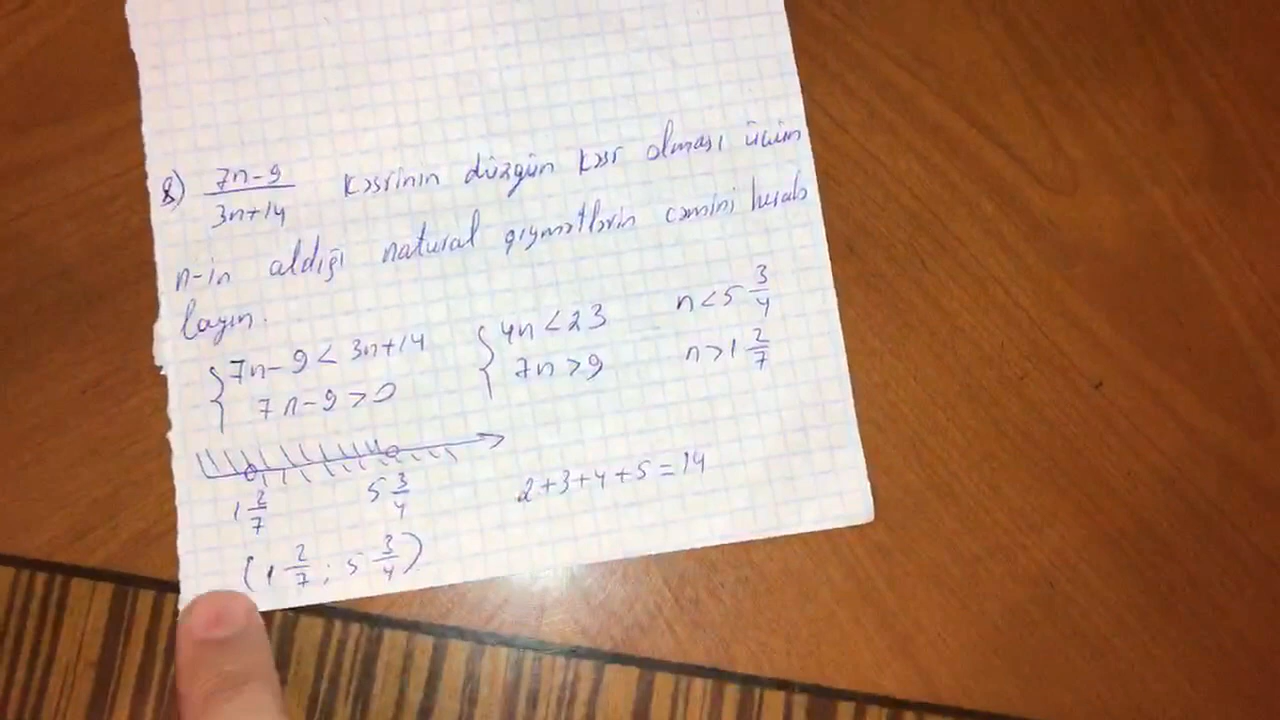 8) (7n-9)/(3n+14) kəsrinin düzgün kəsr olması üçün
n-in aldığı natural qiymətlərin cəmini hesab
layın.
{ 7n-9 < 3n+14 { 4n < 23 n < 5 3/4
7n-9 > 0 7n > 9 n > 1 2/7
1 2/7 5 3/4 2+3+4+5=14
(1 2/7; 5 3/4)